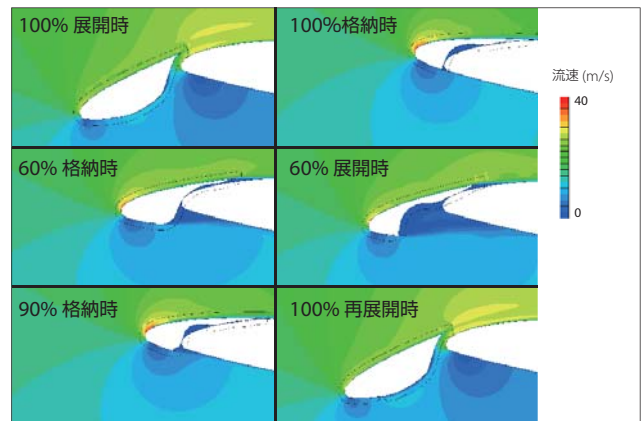 100% 展開時
100%格納時
60% 格納時
60% 展開時
90% 格納時
100% 再展開時
流速 (m/s)
40
0